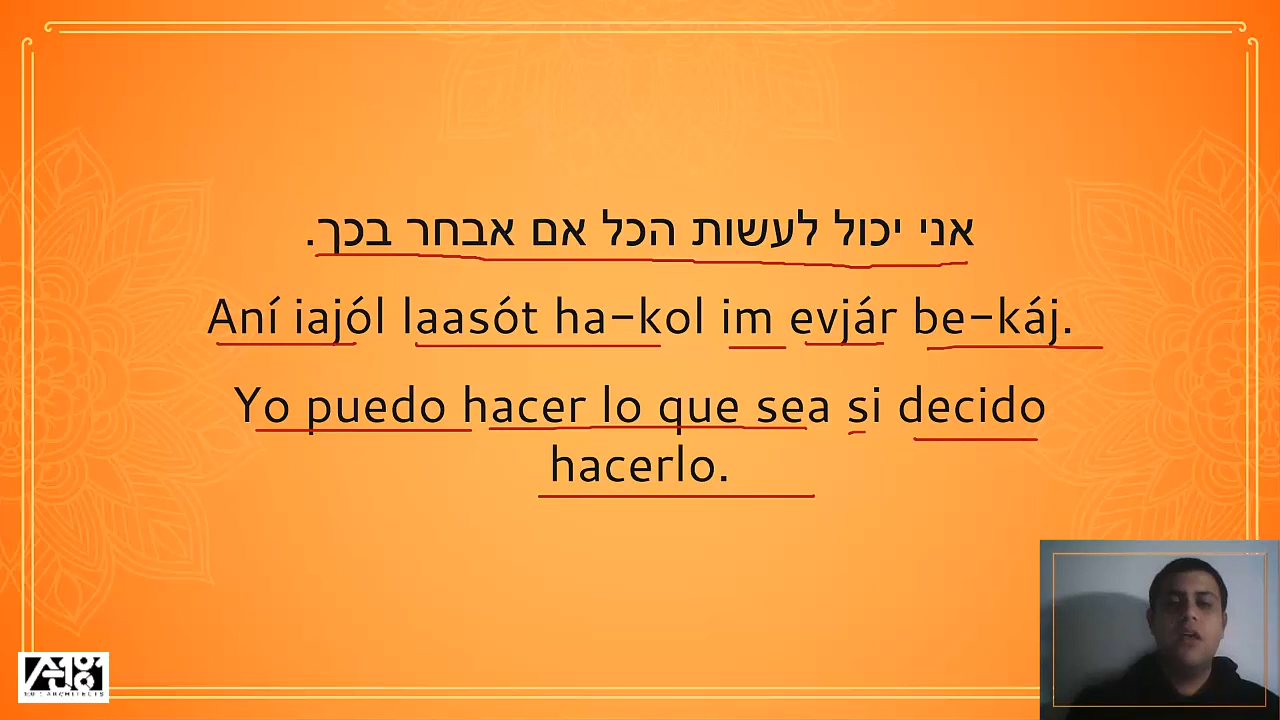 אני יכול לעשות הכל אם אבחר בכך.
Aní iajól laasót ha-kol im evjár be-káj.
Yo puedo hacer lo que sea si decido
hacerlo.